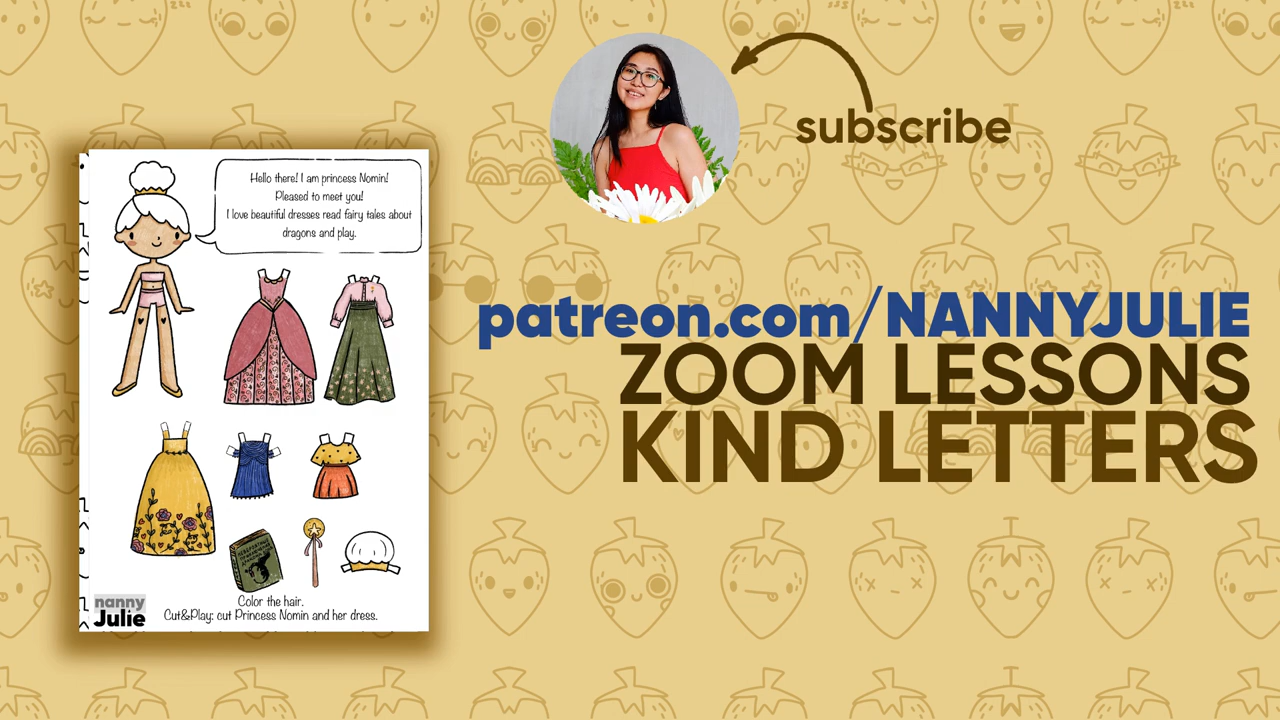 subscribe
Hello there! I am princess Nomin!
Pleased to meet you!
I love beautiful dresses read fairy tales about
dragons and play.
patreon.com/NANNYJULIE
ZOOM LESSONS
KIND LETTERS
Color the hair.
Cut&Play: cut Princess Nomin and her dress.
nanny
Julie